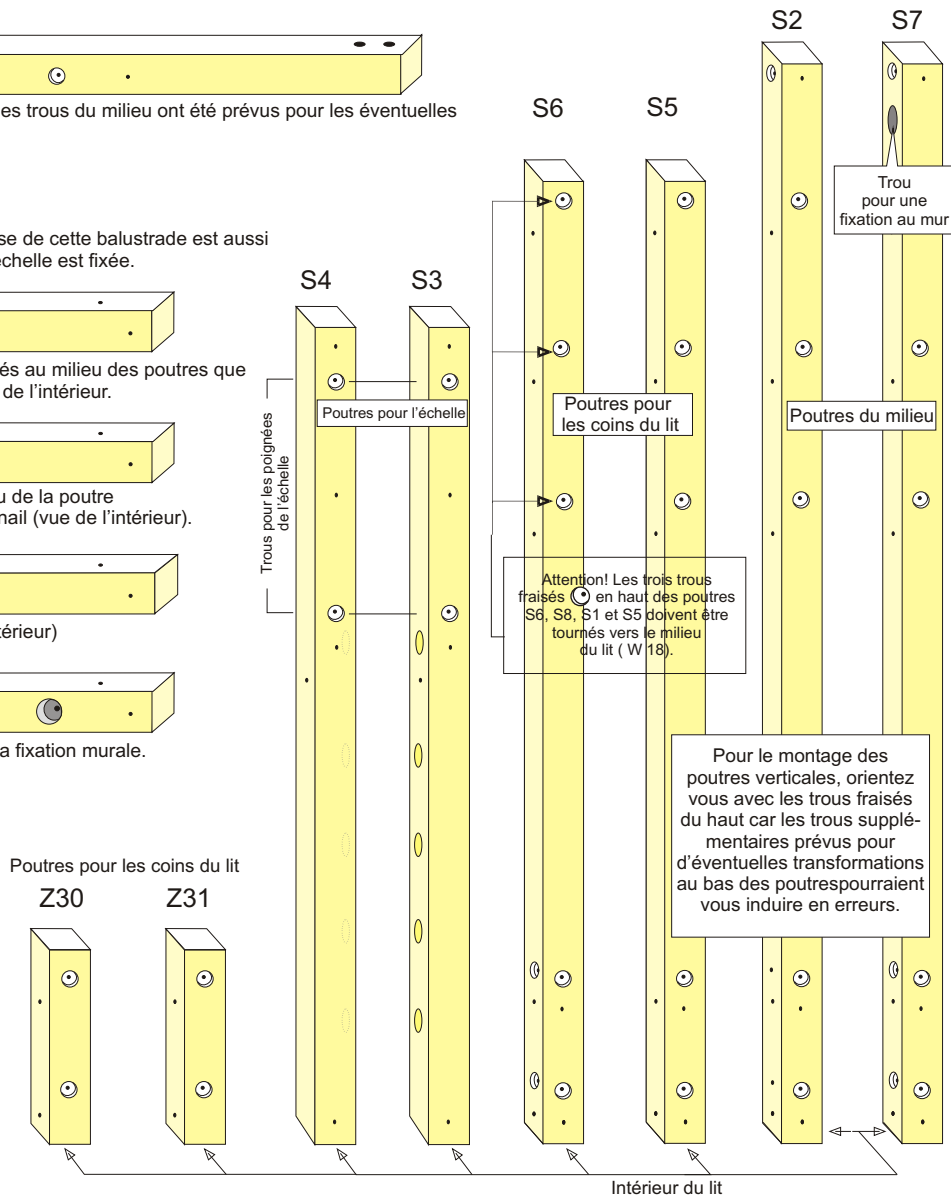 S2
S7
es trous du milieu ont été prévus pour les éventuelles
S6
S5
Trou
pour une
fixation au mur
se de cette balustrade est aussi
échelle est fixée.
S4
S3
és au milieu des poutres que
de l'intérieur.
Trous pour les poignées
de l'échelle
Poutres pour l'échelle
Poutres pour
les coins du lit
Poutres du milieu
u de la poutre
nail (vue de l'intérieur).
Attention! Les trois trous
fraisés en haut des poutres
S6, S8, S1 et S5 doivent être
tournés vers le milieu
du lit ( W 18).
térieur)
a fixation murale.
Pour le montage des
poutres verticales, orientez
vous avec les trous fraisés
du haut car les trous supplé-
mentaires prévus pour
d'éventuelles transformations
au bas des poutrespourraient
vous induire en erreurs.
Poutres pour les coins du lit
Z30
Z31
Intérieur du lit